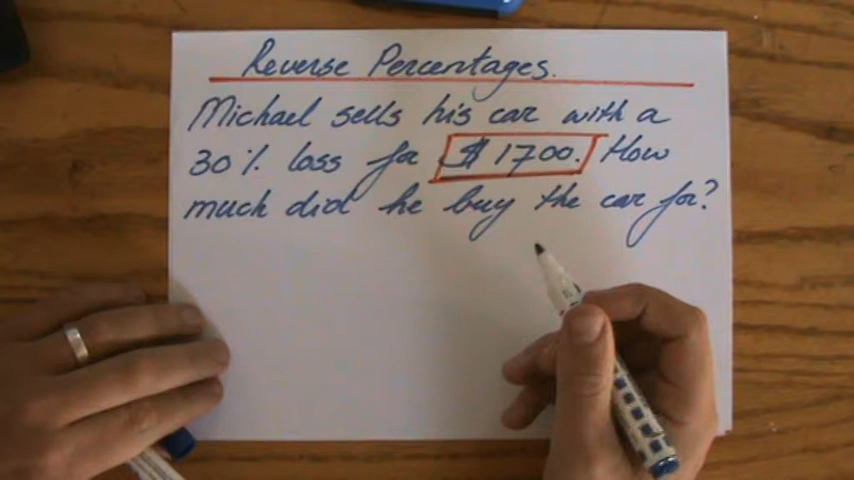 Reverse Percentages.
Michael sells his car with a
30% loss for $1700. How
much did he buy the car for?